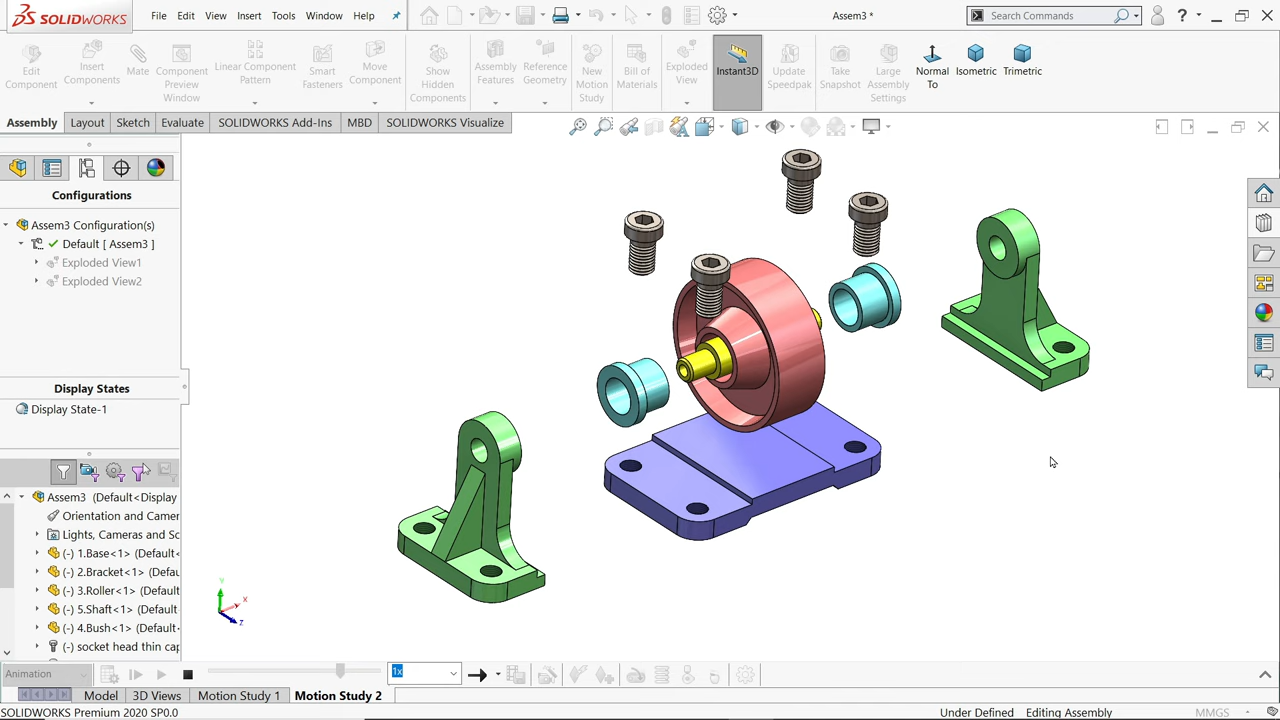 SOLIDWORKS
File Edit View Insert Tools Window Help
Assem3 *
Search Commands
?
Edit Component
Insert Components
Mate
Component Preview Window
Linear Component Pattern
Smart Fasteners
Move Component
Show Hidden Components
Assembly Features
Reference Geometry
New Motion Study
Bill of Materials
Exploded View
Instant3D
Update Speedpak
Take Snapshot
Large Assembly Settings
Normal To
Isometric
Trimetric
Assembly Layout Sketch Evaluate SOLIDWORKS Add-Ins MBD SOLIDWORKS Visualize
Configurations
Assem3 Configuration(s)
Default [ Assem3 ]
Exploded View1
Exploded View2
Display States
Display State-1
Assem3 (Default<Display
Orientation and Camer
Lights, Cameras and Sc
(-) 1.Base<1> (Default<
(-) 2.Bracket<1> (Defau
(-) 3.Roller<1> (Default
(-) 5.Shaft<1> (Default
(-) 4.Bush<1> (Default<
(-) socket head thin cap
Y
X
Z
Animation
1x
Model 3D Views Motion Study 1 Motion Study 2
SOLIDWORKS Premium 2020 SP0.0
Under Defined Editing Assembly MMGS